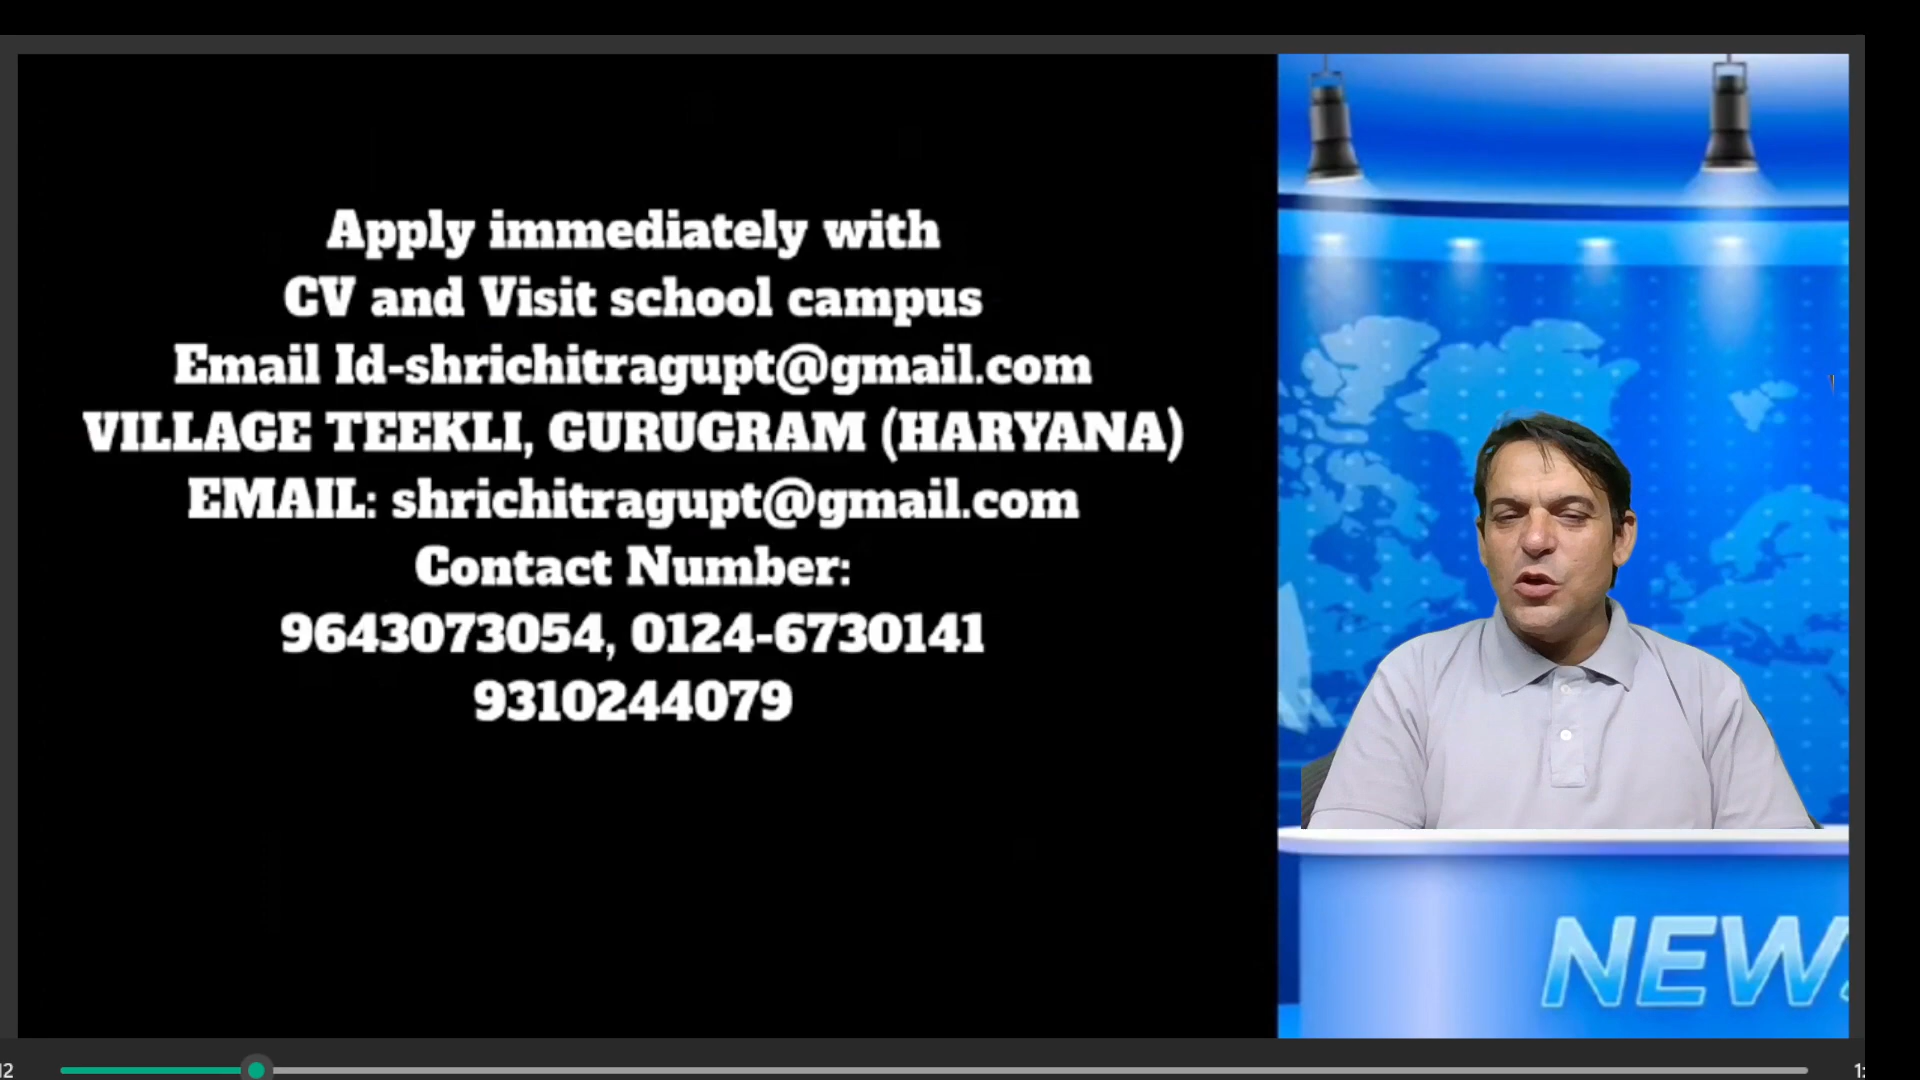 Apply immediately with
CV and Visit school campus
Email Id-shrichitragupt@gmail.com
VILLAGE TEEKLI, GURUGRAM (HARYANA)
EMAIL: shrichitragupt@gmail.com
Contact Number:
9643073054, 0124-6730141
9310244079
NEWS